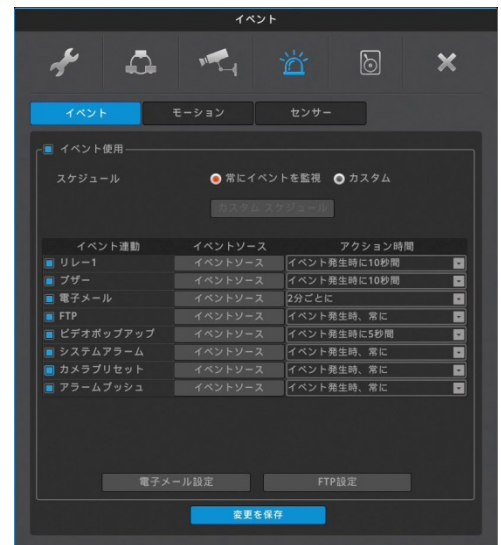 イベント
イベント モーション センサー
イベント使用
スケジュール 常にイベントを監視 カスタム
カスタム スケジュール
イベント連動 イベントソース アクション時間
リレー1 イベントソース イベント発生時に10秒間
ブザー イベントソース イベント発生時に10秒間
電子メール イベントソース 2分ごとに
FTP イベントソース イベント発生時、常に
ビデオポップアップ イベントソース イベント発生時に5秒間
システムアラーム イベントソース イベント発生時、常に
カメラプリセット イベントソース イベント発生時、常に
アラームプッシュ イベントソース イベント発生時、常に
電子メール設定 FTP設定
変更を保存